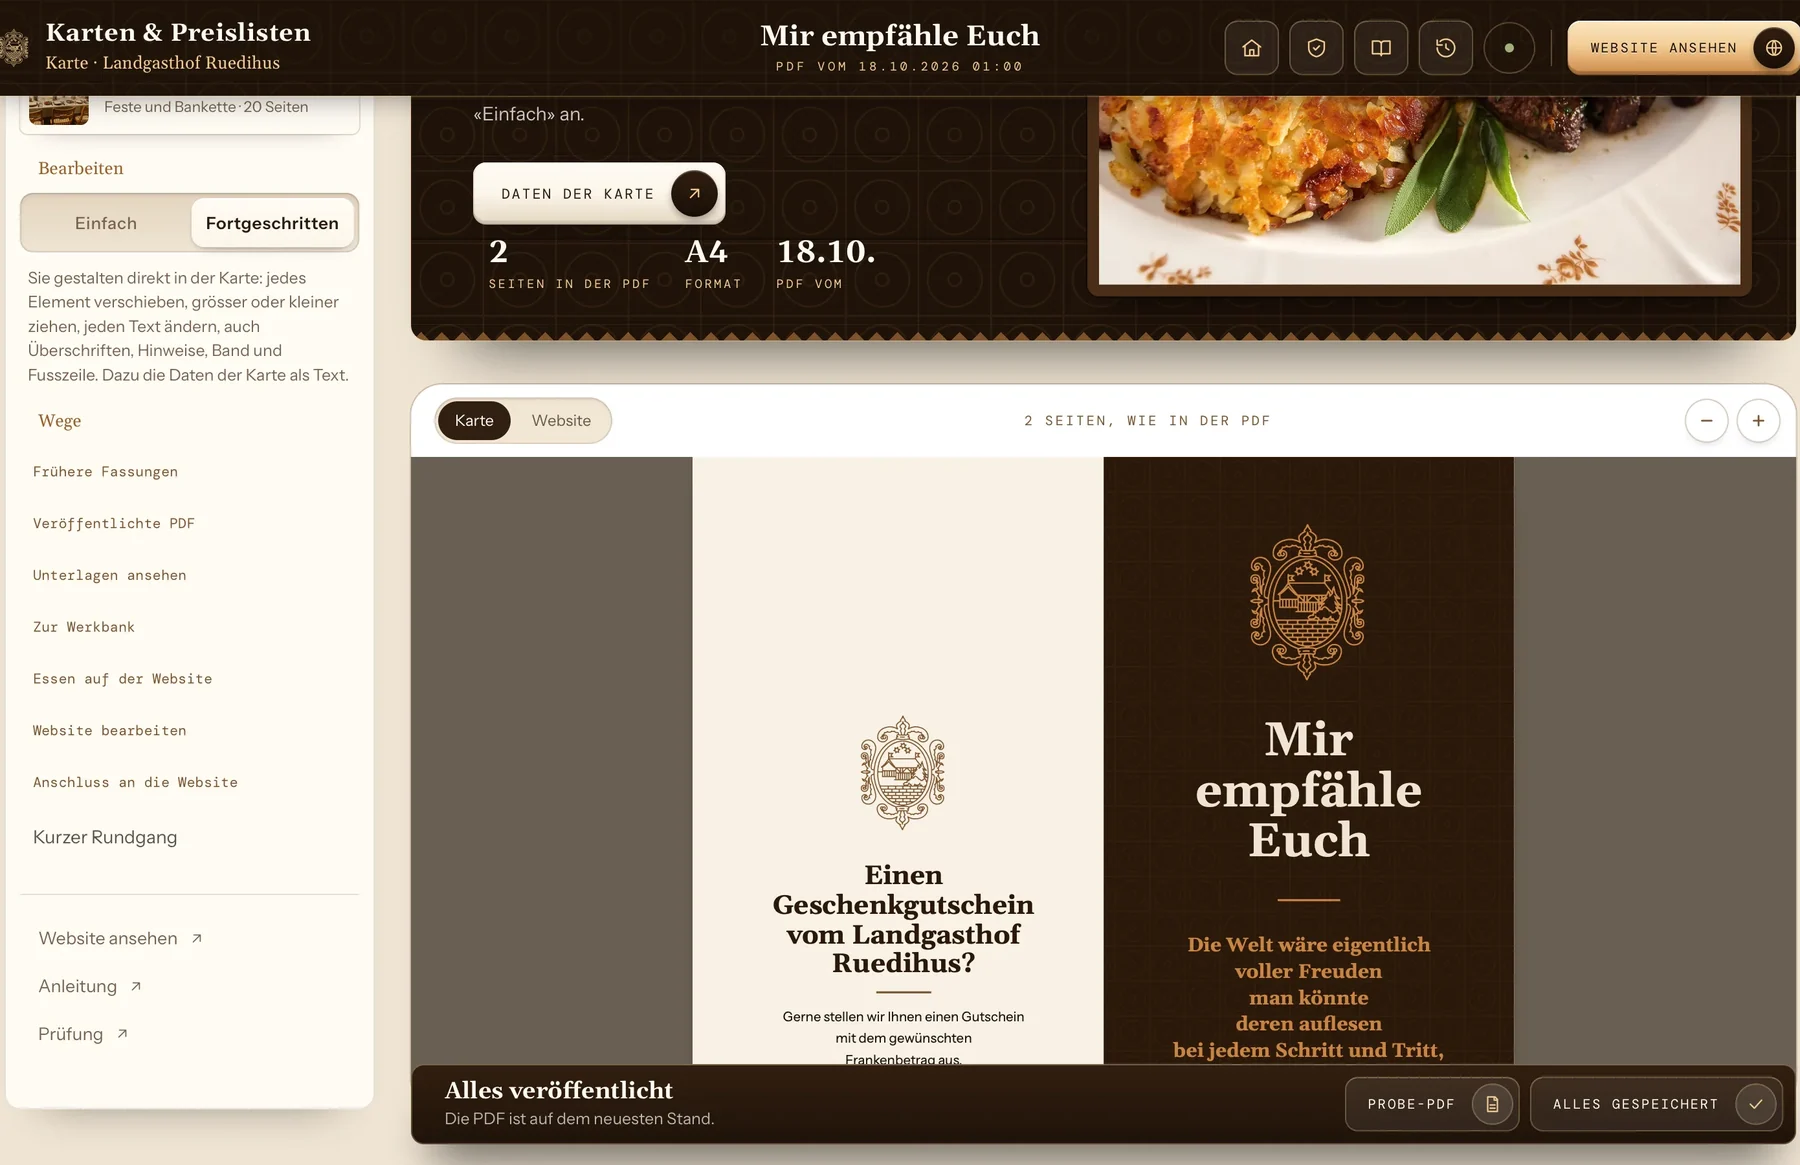 Karten & Preislisten
Karte · Landgasthof Ruedihus
Mir empfähle Euch
PDF VOM 18.10.2026 01:00
WEBSITE ANSEHEN
Feste und Bankette · 20 Seiten
Bearbeiten
Einfach
Fortgeschritten
Sie gestalten direkt in der Karte: jedes
Element verschieben, grösser oder kleiner
ziehen, jeden Text ändern, auch
Überschriften, Hinweise, Band und
Fusszeile. Dazu die Daten der Karte als Text.
Wege
Frühere Fassungen
Veröffentlichte PDF
Unterlagen ansehen
Zur Werkbank
Essen auf der Website
Website bearbeiten
Anschluss an die Website
Kurzer Rundgang
Website ansehen
Anleitung
Prüfung
«Einfach» an.
DATEN DER KARTE
2
SEITEN IN DER PDF
A4
FORMAT
18.10.
PDF VOM
Karte
Website
2 SEITEN, WIE IN DER PDF
Einen
Geschenkgutschein
vom Landgasthof
Ruedihus?
Gerne stellen wir Ihnen einen Gutschein
mit dem gewünschten
Frankenbetrag aus.
Mir
empfähle
Euch
Die Welt wäre eigentlich
voller Freuden
man könnte
deren auflesen
bei jedem Schritt und Tritt,
Alles veröffentlicht
Die PDF ist auf dem neuesten Stand.
PROBE-PDF
ALLES GESPEICHERT